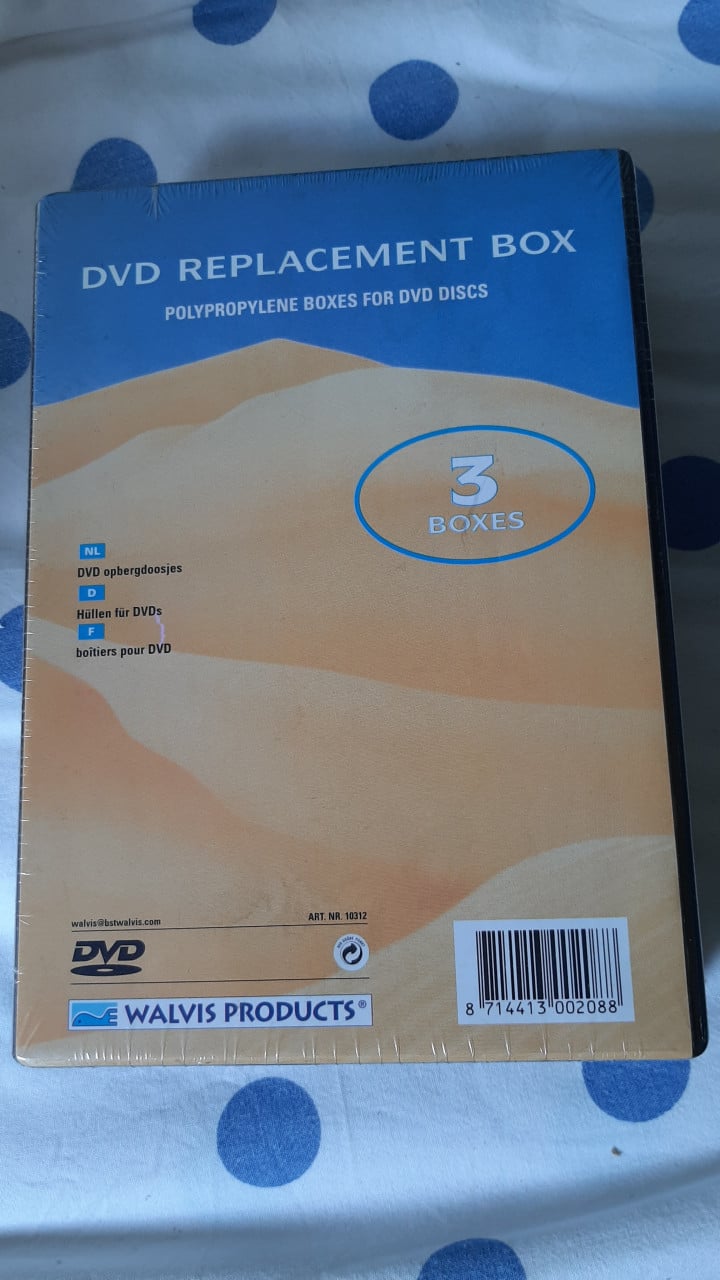 DVD REPLACEMENT BOX
POLYPROPYLENE BOXES FOR DVD DISCS
3
BOXES
NL
DVD opbergdoosjes
D
Hüllen für DVDs
F
boîtiers pour DVD
walvis@bstwalvis.com
ART. NR. 10312
DVD
WALVIS PRODUCTS®
8 714413 002088